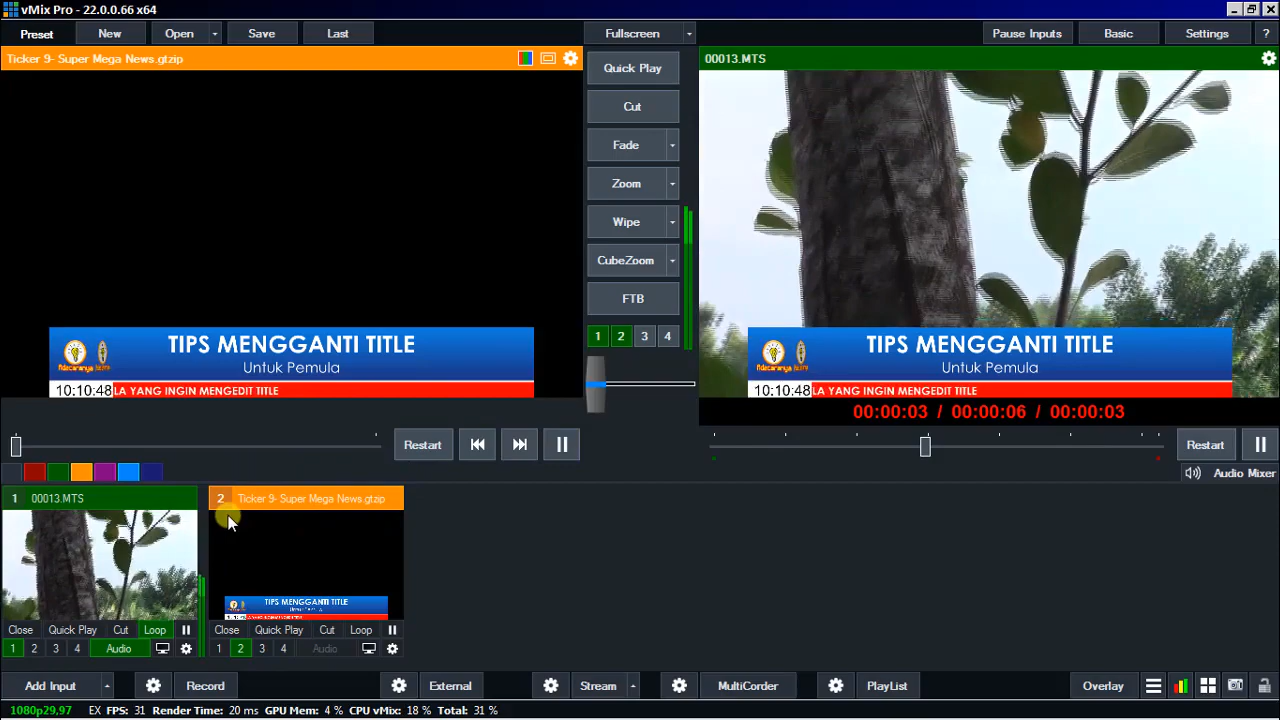 vMix Pro - 22.0.0.66 x64
Preset New Open Save Last Fullscreen Pause Inputs Basic Settings ?
Ticker 9- Super Mega News.gtzip
00013.MTS
Quick Play
Cut
Fade
Zoom
Wipe
CubeZoom
FTB
1 2 3 4
TIPS MENGGANTI TITLE
Untuk Pemula
10:10:48 LA YANG INGIN MENGEDIT TITLE
TIPS MENGGANTI TITLE
Untuk Pemula
10:10:48 LA YANG INGIN MENGEDIT TITLE
00:00:03 / 00:00:06 / 00:00:03
Restart
Restart
Audio Mixer
1 00013.MTS
2 Ticker 9- Super Mega News.gtzip
TIPS MENGGANTI TITLE
Close Quick Play Cut Loop
Close Quick Play Cut Loop
1 2 3 4 Audio
1 2 3 4 Audio
Add Input Record External Stream MultiCorder PlayList Overlay
1080p29,97 EX FPS: 31 Render Time: 20 ms GPU Mem: 4 % CPU vMix: 18 % Total: 31 %